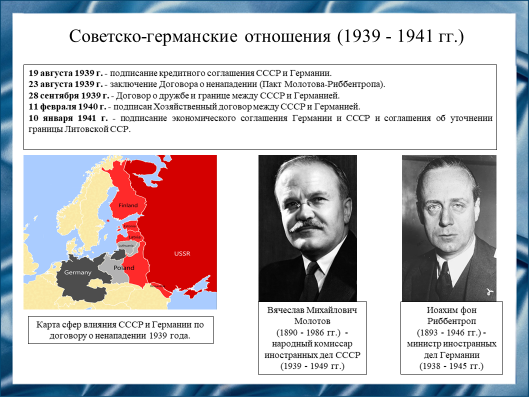 Советско-германские отношения (1939 - 1941 гг.)
19 августа 1939 г. - подписание кредитного соглашения СССР и Германии.
23 августа 1939 г. - заключение Договора о ненападении (Пакт Молотова-Риббентропа).
28 сентября 1939 г. - Договор о дружбе и границе между СССР и Германией.
11 февраля 1940 г. - подписан Хозяйственный договор между СССР и Германией.
10 января 1941 г. - подписание экономического соглашения Германии и СССР и соглашения об уточнении
границы Литовской ССР.
Finland
USSR
Germany
Poland
Карта сфер влияния СССР и Германии по
договору о ненападении 1939 года.
Вячеслав Михайлович
Молотов
(1890 - 1986 гг.) -
народный комиссар
иностранных дел СССР
(1939 - 1949 гг.)
Иоахим фон
Риббентроп
(1893 - 1946 гг.) -
министр иностранных
дел Германии
(1938 - 1945 гг.)